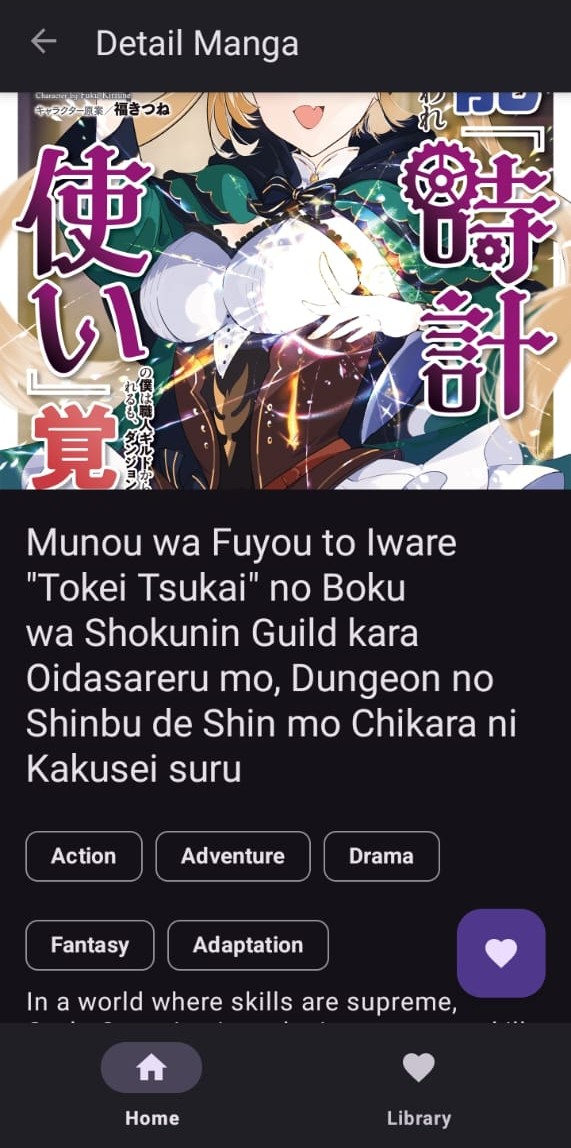 Detail Manga
Character by Fuku Kitsune
キャラクター原案／福きつね
われ
能
『時計
使い』覚
の僕は職人ギルドから
れるも、ダンジョン
Munou wa Fuyou to Iware
"Tokei Tsukai" no Boku
wa Shokunin Guild kara
Oidasareru mo, Dungeon no
Shinbu de Shin mo Chikara ni
Kakusei suru
Action
Adventure
Drama
Fantasy
Adaptation
In a world where skills are supreme,
Home
Library